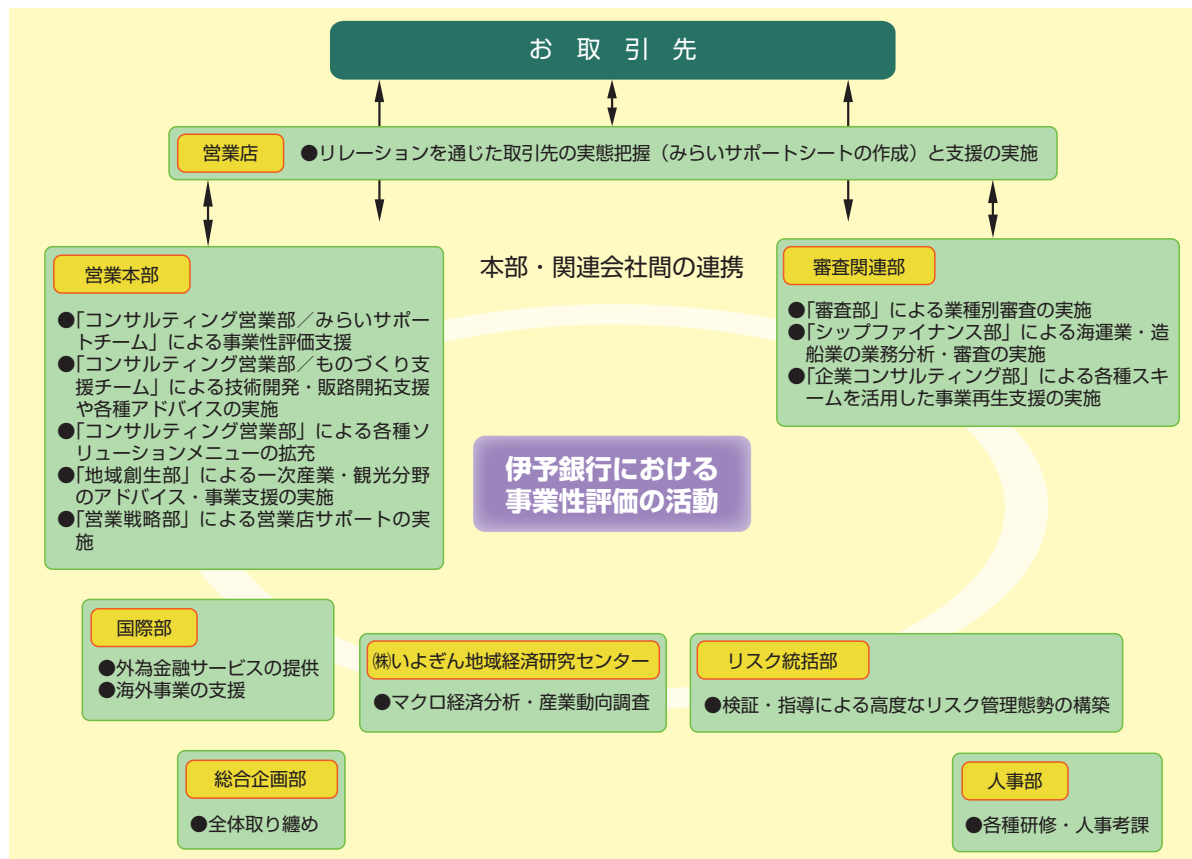 お取引先
営業店
●リレーションを通じた取引先の実態把握（みらいサポートシートの作成）と支援の実施
営業本部
●「コンサルティング営業部／みらいサポー
トチーム」による事業性評価支援
●「コンサルティング営業部／ものづくり支
援チーム」による技術開発・販路開拓支援
や各種アドバイスの実施
●「コンサルティング営業部」による各種ソ
リューションメニューの拡充
●「地域創生部」による一次産業・観光分野
のアドバイス・事業支援の実施
●「営業戦略部」による営業店サポートの実
施
本部・関連会社間の連携
審査関連部
●「審査部」による業種別審査の実施
●「シップファイナンス部」による海運業・造
船業の業務分析・審査の実施
●「企業コンサルティング部」による各種スキ
ームを活用した事業再生支援の実施
伊予銀行における
事業性評価の活動
国際部
●外為金融サービスの提供
●海外事業の支援
㈱いよぎん地域経済研究センター
●マクロ経済分析・産業動向調査
リスク統括部
●検証・指導による高度なリスク管理態勢の構築
総合企画部
●全体取り纏め
人事部
●各種研修・人事考課